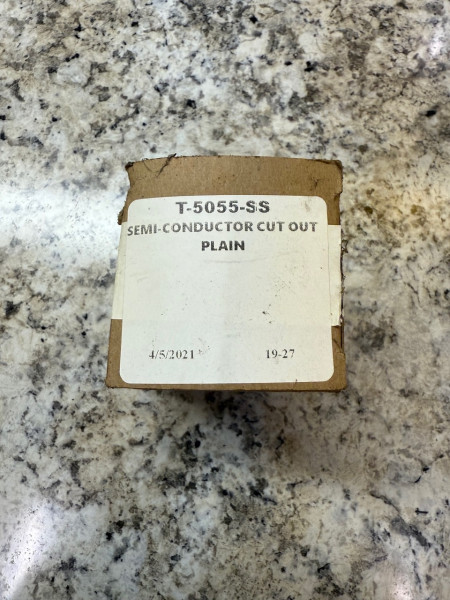 T-5055-SS
SEMI-CONDUCTOR CUT OUT
PLAIN
4/5/2021 19-27